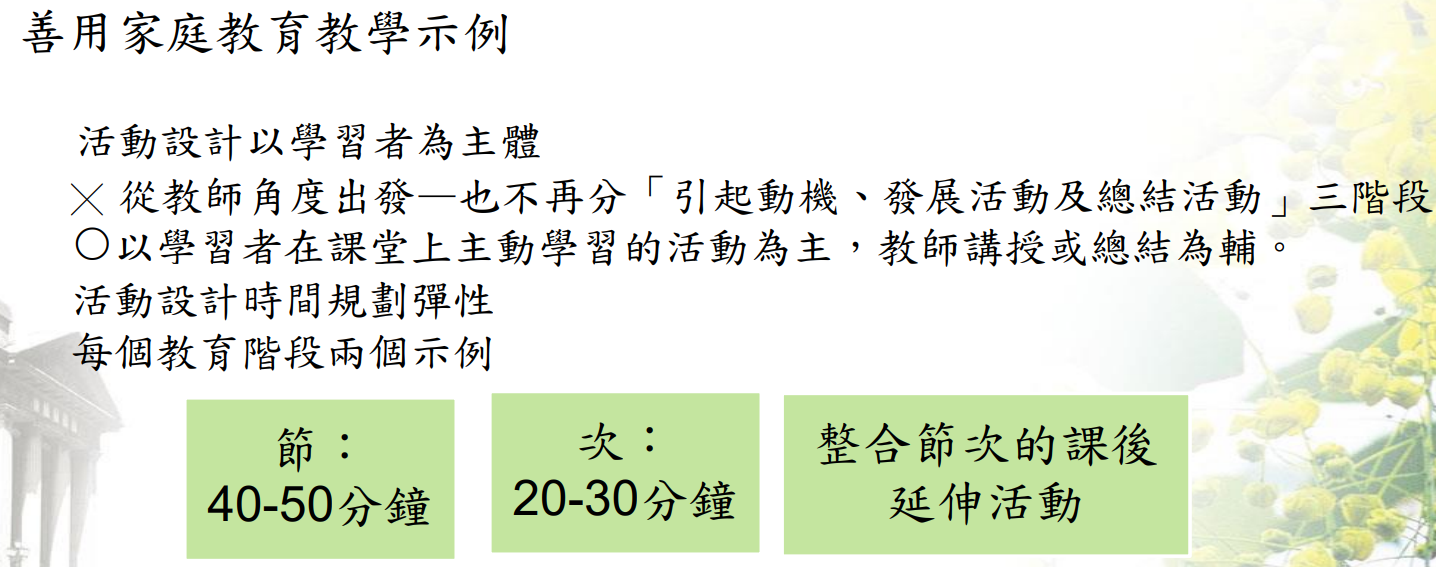 善用家庭教育教學示例
活動設計以學習者為主體
╳ 從教師角度出發—也不再分「引起動機、發展活動及總結活動」三階段
○以學習者在課堂上主動學習的活動為主，教師講授或總結為輔。
活動設計時間規劃彈性
每個教育階段兩個示例
節：
40-50分鐘
次：
20-30分鐘
整合節次的課後
延伸活動